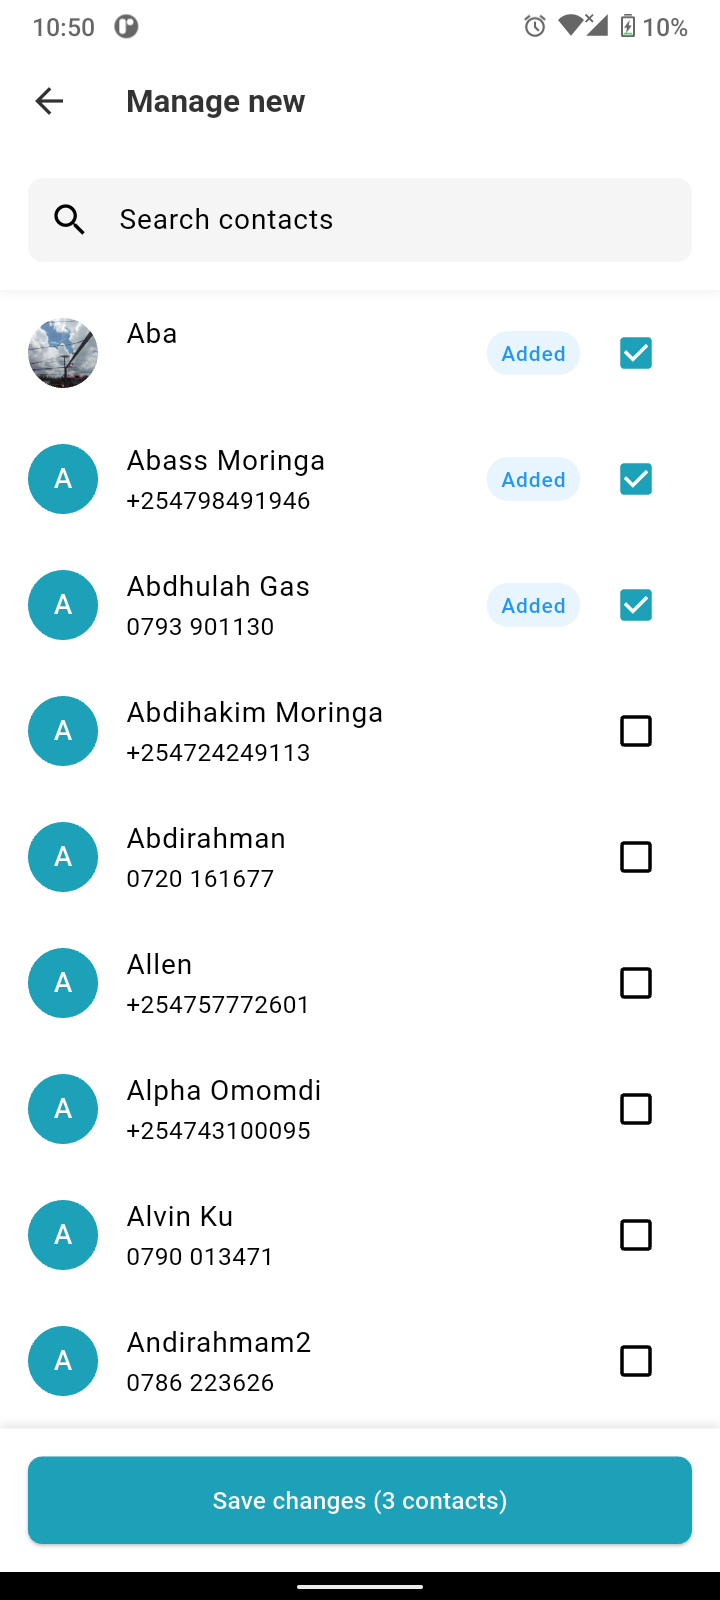 10:50
10%
Manage new
Search contacts
Aba
Added
A
Abass Moringa
+254798491946
Added
A
Abdhulah Gas
0793 901130
Added
A
Abdihakim Moringa
+254724249113
A
Abdirahman
0720 161677
A
Allen
+254757772601
A
Alpha Omomdi
+254743100095
A
Alvin Ku
0790 013471
A
Andirahmam2
0786 223626
Save changes (3 contacts)